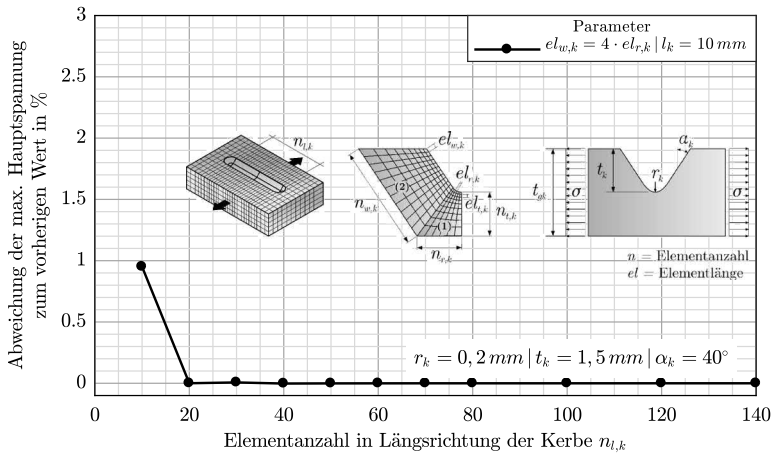 3
2.5
2
1.5
1
0.5
0
Abweichung der max. Hauptspannung
zum vorherigen Wert in %
Parameter
el_{w,k} = 4 · el_{r,k} | l_k = 10 mm
n_{l,k}
el_{w,k}
el_{r,k}
el_{t,k}
(2)
(1)
n_{w,k}
n_{t,k}
n_{r,k}
a_k
t_k
r_k
t_{gk}
σ
σ
n = Elementanzahl
el = Elementlänge
r_k = 0,2 mm | t_k = 1,5 mm | α_k = 40°
0 20 40 60 80 100 120 140
Elementanzahl in Längsrichtung der Kerbe n_{l,k}